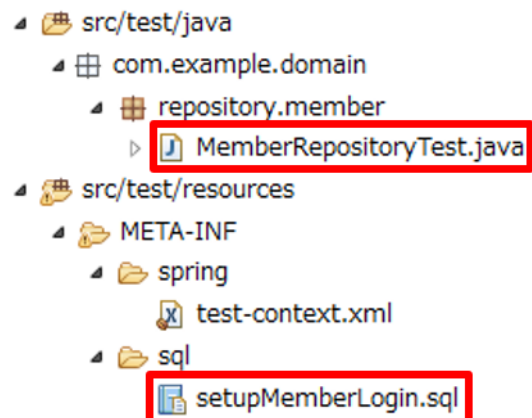 src/test/java
com.example.domain
repository.member
MemberRepositoryTest.java
src/test/resources
META-INF
spring
test-context.xml
sql
setupMemberLogin.sql